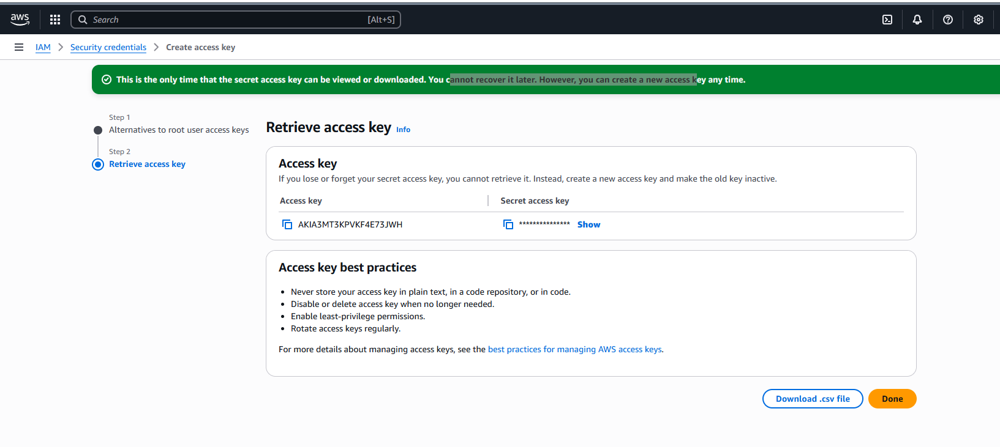 aws
Search [Alt+S]
IAM > Security credentials > Create access key
This is the only time that the secret access key can be viewed or downloaded. You cannot recover it later. However, you can create a new access key any time.
Step 1
Alternatives to root user access keys
Step 2
Retrieve access key
Retrieve access key Info
Access key
If you lose or forget your secret access key, you cannot retrieve it. Instead, create a new access key and make the old key inactive.
Access key Secret access key
AKIA3MT3KPVKF4E73JWH *************** Show
Access key best practices
• Never store your access key in plain text, in a code repository, or in code.
• Disable or delete access key when no longer needed.
• Enable least-privilege permissions.
• Rotate access keys regularly.
For more details about managing access keys, see the best practices for managing AWS access keys.
Download .csv file Done